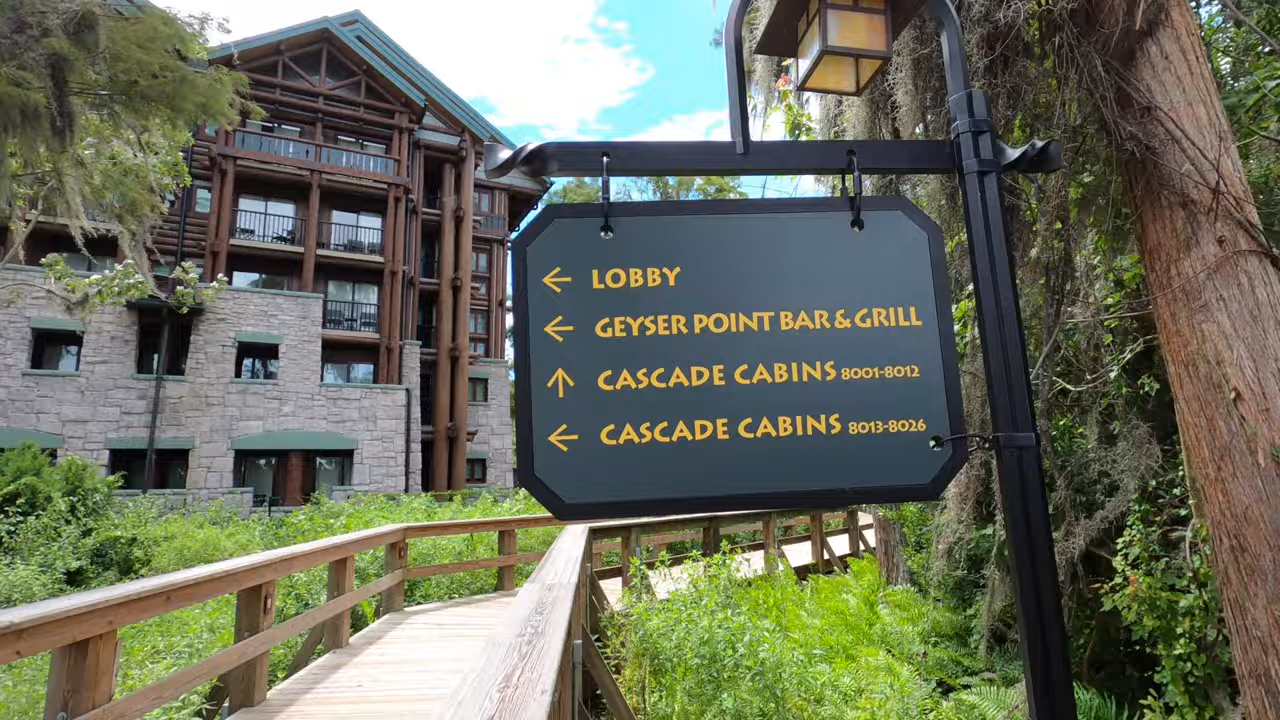 ← LOBBY
← GEYSER POINT BAR & GRILL
↑ CASCADE CABINS 8001-8012
← CASCADE CABINS 8013-8026